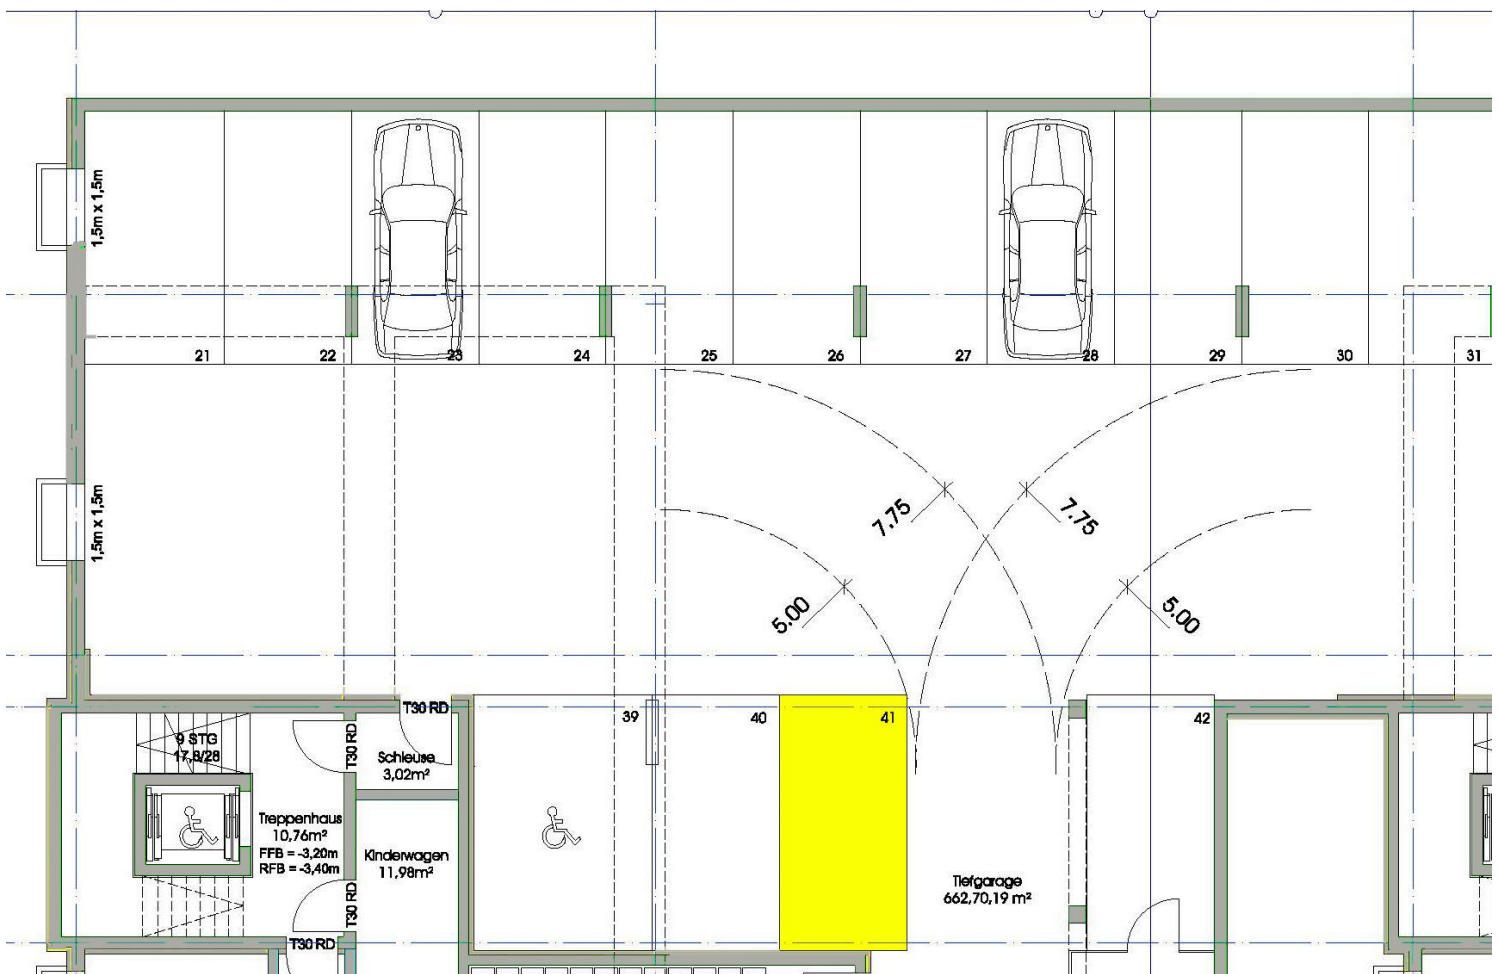 1,5m x 1,5m
21
22
23
24
25
26
27
28
29
30
31
1,5m x 1,5m
7.75
7.75
5.00
5.00
39
40
41
42
T30 RD
9 STG
17,8/28
T30 RD
Schleuse
3,02m²
Treppenhaus
10,76m²
FFB = -3,20m
RFB = -3,40m
Kinderwagen
11,98m²
T30 RD
T30 RD
Tiefgarage
662,70,19 m²